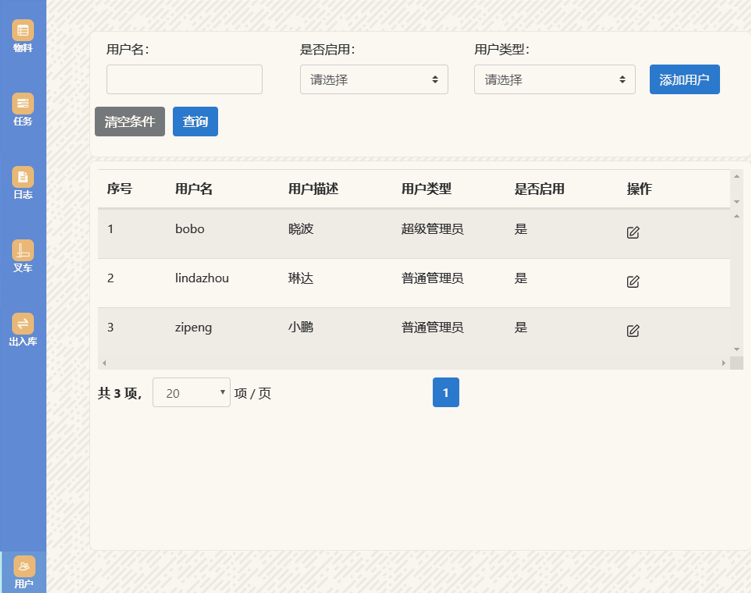 物料
任务
日志
叉车
出入库
用户
用户名：
是否启用：
用户类型：
请选择
请选择
添加用户
清空条件
查询
序号 用户名 用户描述 用户类型 是否启用 操作
1 bobo 晓波 超级管理员 是
2 lindazhou 琳达 普通管理员 是
3 zipeng 小鹏 普通管理员 是
共 3 项， 20 项 / 页 1